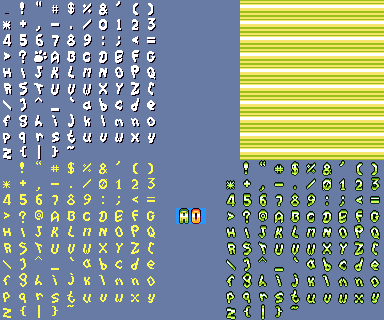 _ ! " # $ % & ' ( )
* + , - . / 0 1 2 3
4 5 6 7 8 9 : ; < =
> ? A B C D E F G
H I J K L M N O P Q
R S T U V W X Y Z [
\ ] ^ _ ` a b c d e
f g h i j k l m n o
p q r s t u v w x y
z { | } ~
! " # $ % & ' ( )
* + , - . / 0 1 2 3
4 5 6 7 8 9 : ; < =
> ? @ A B C D E F G
H I J K L M N O P Q
R S T U V W X Y Z [
\ ] ^ _ ` a b c d e
f g h i j k l m n o
p q r s t u v w x y
z { | } ~
A O
! " # $ % & ' ( )
* + , - . / 0 1 2 3
4 5 6 7 8 9 : ; < =
> ? @ A B C D E F G
H I J K L M N O P Q
R S T U V W X Y Z [
\ ] ^ _ ` a b c d e
f g h i j k l m n o
p q r s t u v w x y
z { | } ~